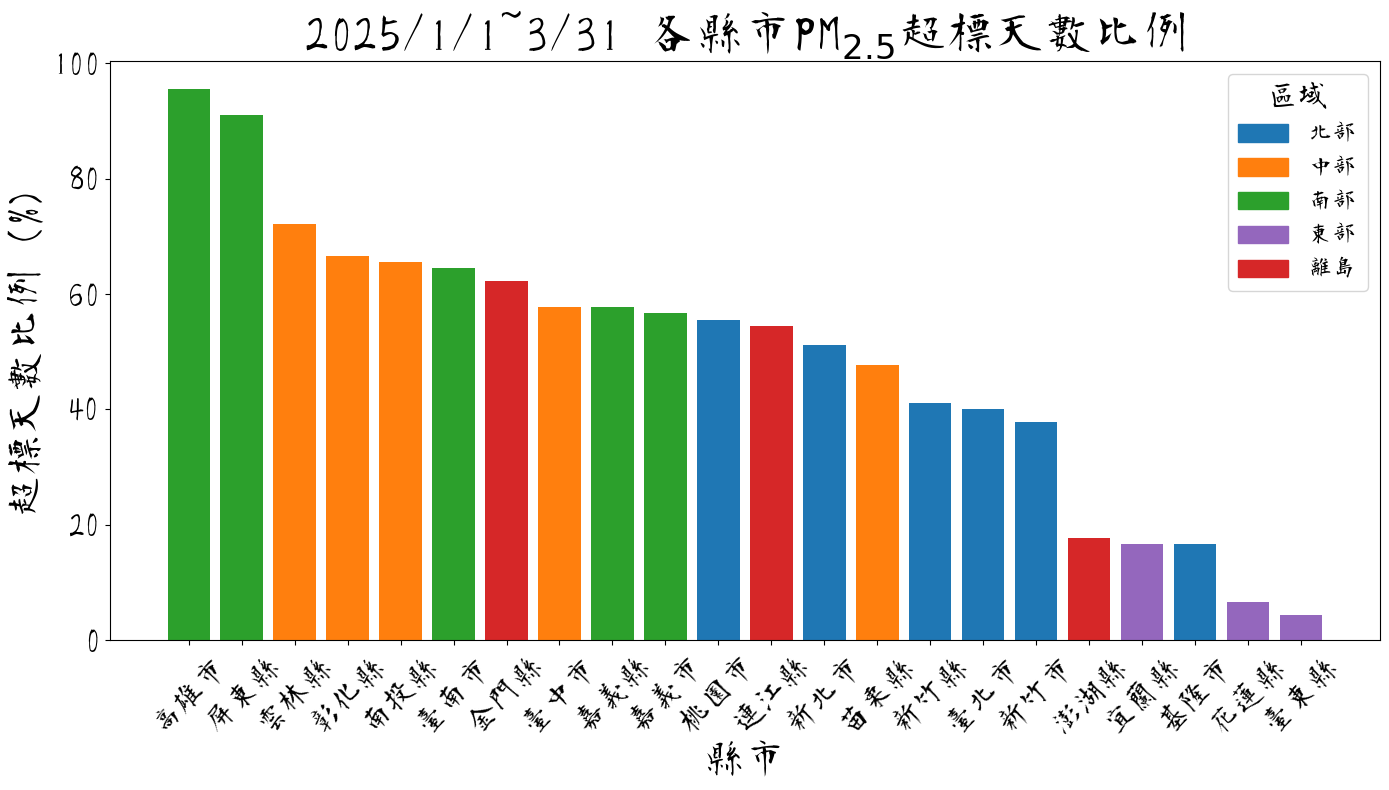 2025/1/1~3/31 各縣市PM2.5超標天數比例
超標天數比例 (%)
100
80
60
40
20
0
區域
北部
中部
南部
東部
離島
高雄市
屏東縣
雲林縣
彰化縣
南投縣
臺南市
金門縣
臺中市
嘉義縣
嘉義市
桃園市
連江縣
新北市
苗栗縣
新竹縣
臺北市
新竹市
澎湖縣
宜蘭縣
基隆市
花蓮縣
臺東縣
縣市